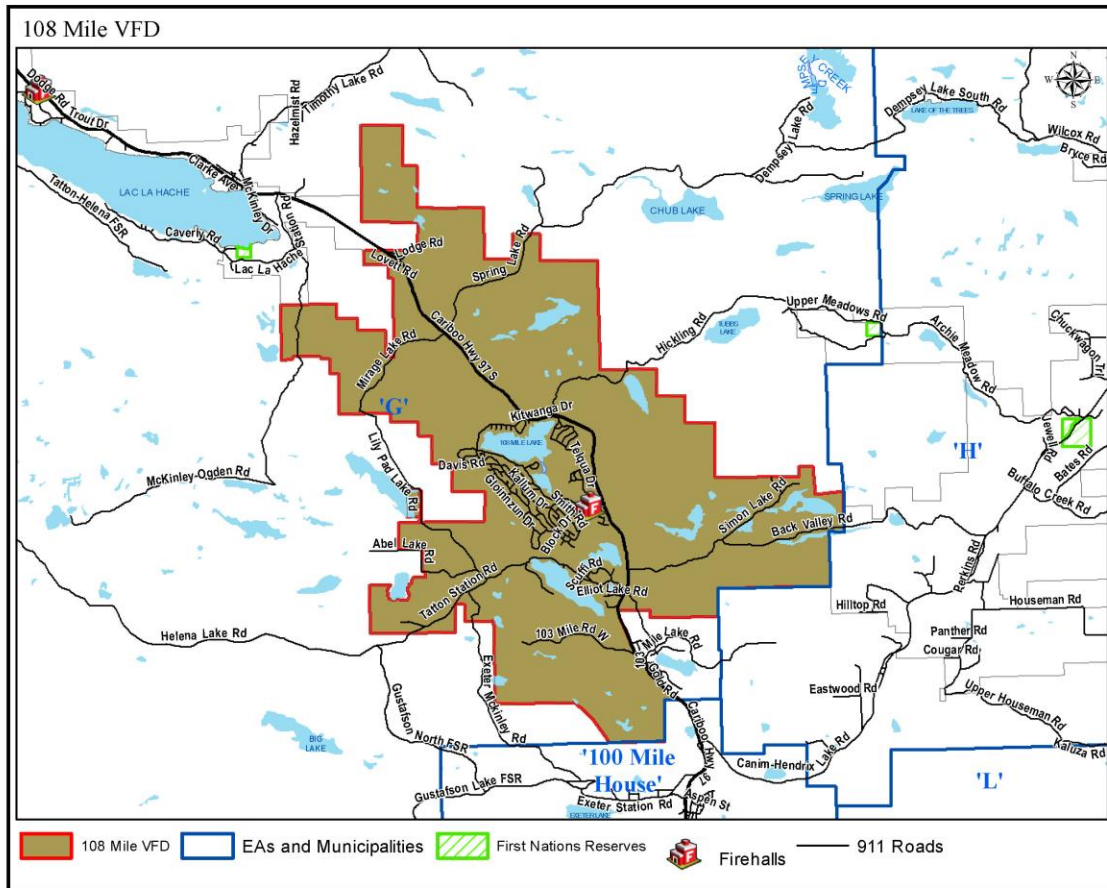 108 Mile VFD
N
W
E
S
Dodge Rd
Trout Dr
Hazelmist Rd
Timothy Lake Rd
Clarke Ave
McKinley Dr
LAC LA HACHE
Tatton-Helena FSR
Caverly Rd
Station Rd
Lac La Hache
Lodge Rd
Lovett Rd
Spring Lake Rd
CREEK
Dempsey Lake Rd
Dempsey Lake South Rd
LAKE OF THE TREES
Wilcox Rd
Bryce Rd
CHUB LAKE
SPRING LAKE
Cariboo Hwy 97 S
Mirage Lake Rd
'G'
Hickling Rd
TUBBS LAKE
Upper Meadows Rd
Archie Meadow Rd
Chuckwagon Trl
Kitwanga Dr
108 MILE LAKE
Telqua Dr
Davis Rd
Kallum Dr
Gloinnzun Dr
Smith Rd
Block Dr
F
Lily Pad Lake Rd
McKinley-Ogden Rd
Simon Lake Rd
Back Valley Rd
'H'
Jewell Rd
Bates Rd
Buffalo Creek Rd
Abel Lake Rd
Tatton Station Rd
Scutti Rd
Elliot Lake Rd
Perkins Rd
Hilltop Rd
Houseman Rd
Helena Lake Rd
103 Mile Rd W
103 Mile Lake Rd
Gold Rd
Panther Rd
Cougar Rd
Eastwood Rd
Upper Houseman Rd
Kaluza Rd
Exeter McKinley Rd
Gustafson
North FSR
BIG LAKE
Cariboo Hwy 97
'100 Mile
House'
Canim-Hendrix Lake Rd
'L'
Gustafson Lake FSR
Exeter Station Rd
EXETER LAKE
Aspen St
108 Mile VFD
EAs and Municipalities
First Nations Reserves
F
Firehalls
911 Roads